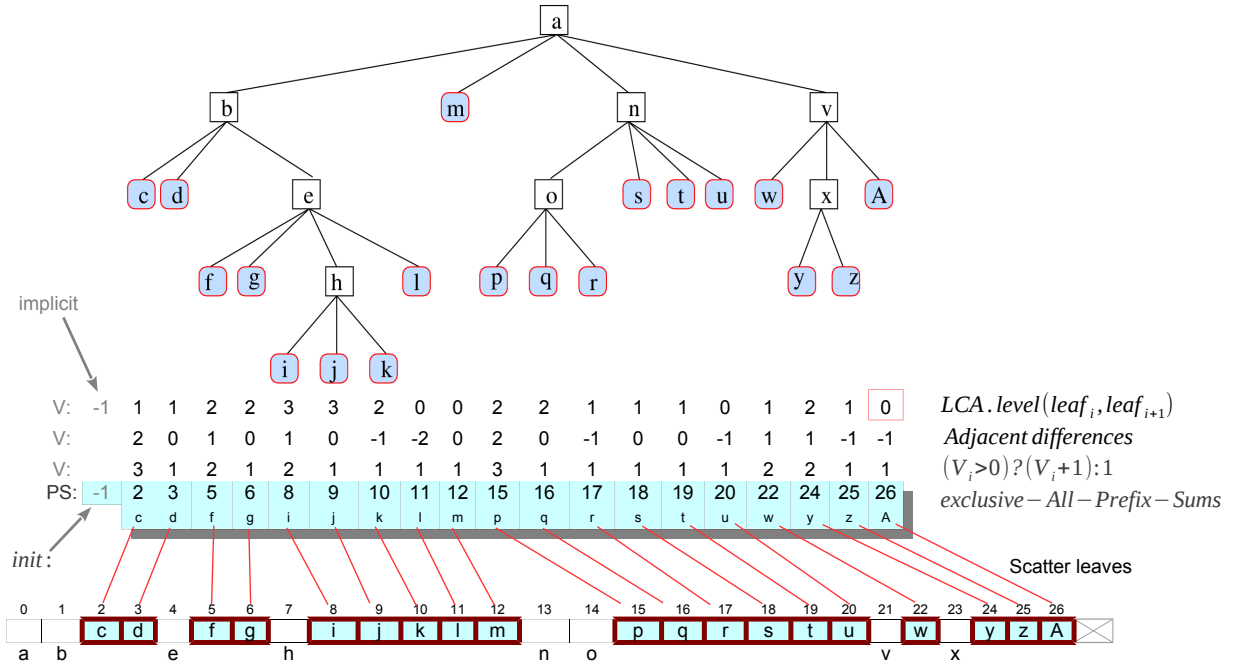 a
b m n v
c d e o s t u w x A
f g h l p q r y z
implicit
i j k
V: -1 1 1 2 2 3 3 2 0 0 2 2 1 1 1 0 1 2 1 0 LCA.level(leaf i, leaf i+1)
V: 2 0 1 0 1 0 -1 -2 0 2 0 -1 0 0 -1 1 1 -1 -1 Adjacent differences
V: 3 1 2 1 2 1 1 1 1 3 1 1 1 1 1 2 2 1 1 (V i>0)?(V i+1):1
PS: -1 2 3 5 6 8 9 10 11 12 15 16 17 18 19 20 22 24 25 26 exclusive−All−Prefix−Sums
c d f g i j k l m p q r s t u w y z A
init:
Scatter leaves
0 1 2 3 4 5 6 7 8 9 10 11 12 13 14 15 16 17 18 19 20 21 22 23 24 25 26
c d f g i j k l m p q r s t u w y z A
a b e h n o v x